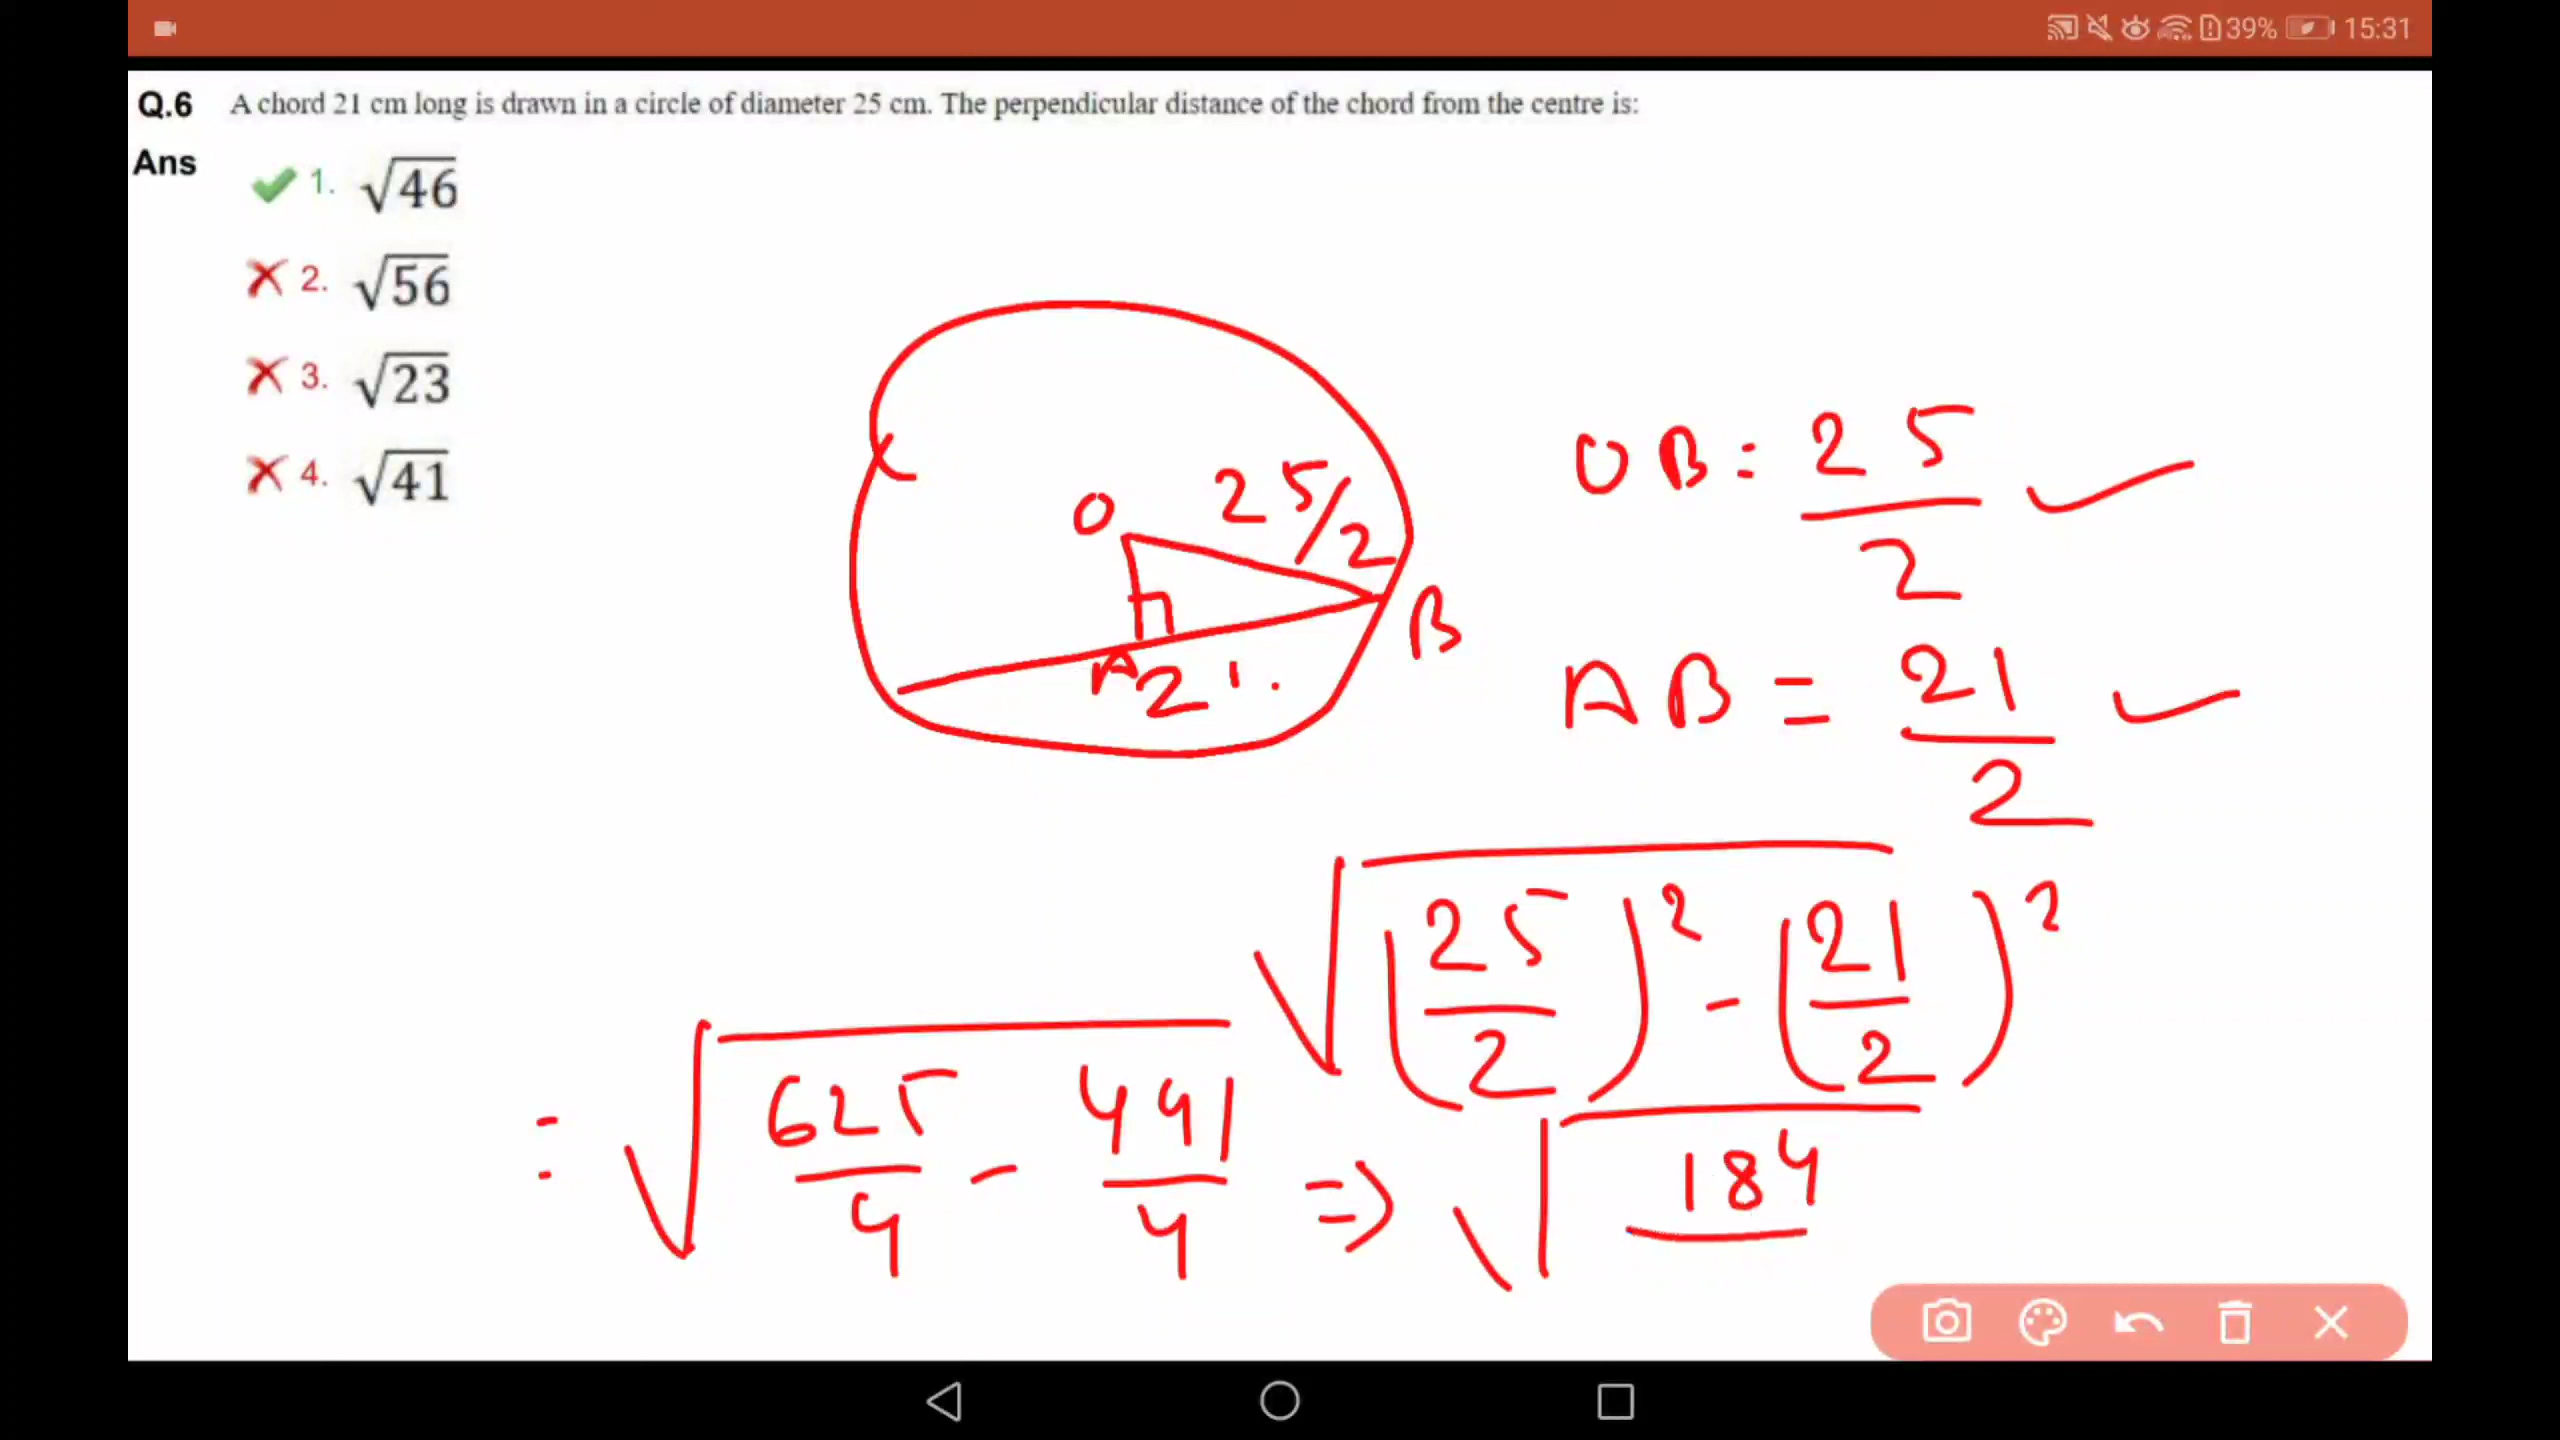 39% 15:31
Q.6 A chord 21 cm long is drawn in a circle of diameter 25 cm. The perpendicular distance of the chord from the centre is:
Ans
1. √46
2. √56
3. √23
4. √41
O 25/2
B
A 21.
OB = 25/2
AB = 21/2
√(25/2)² - (21/2)²
= √625/4 - 441/4 ⇒ √184